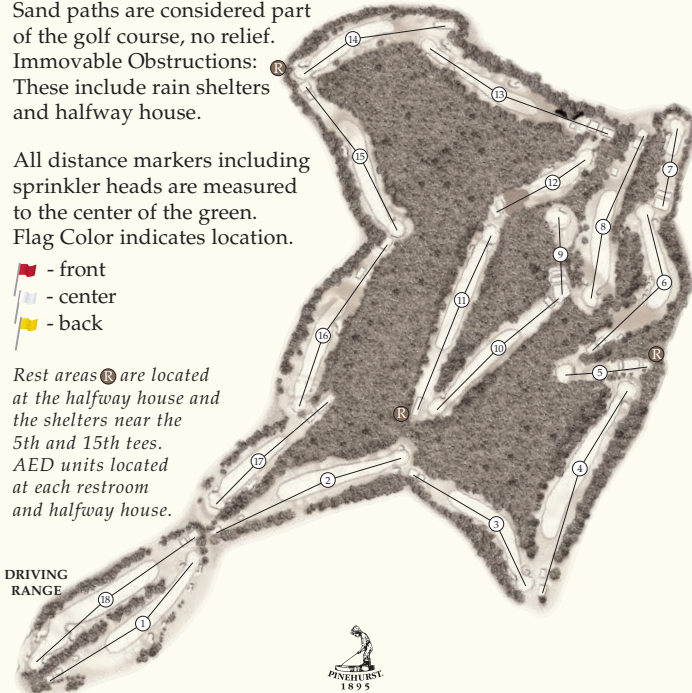 Sand paths are considered part
of the golf course, no relief.
Immovable Obstructions:
These include rain shelters
and halfway house.
All distance markers including
sprinkler heads are measured
to the center of the green.
Flag Color indicates location.
- front
- center
- back
Rest areas R are located
at the halfway house and
the shelters near the
5th and 15th tees.
AED units located
at each restroom
and halfway house.
14
R
13
15
7
12
8
9
6
11
16
10
R
5
R
17
4
2
3
DRIVING
RANGE
18
1
PINEHURST
1895